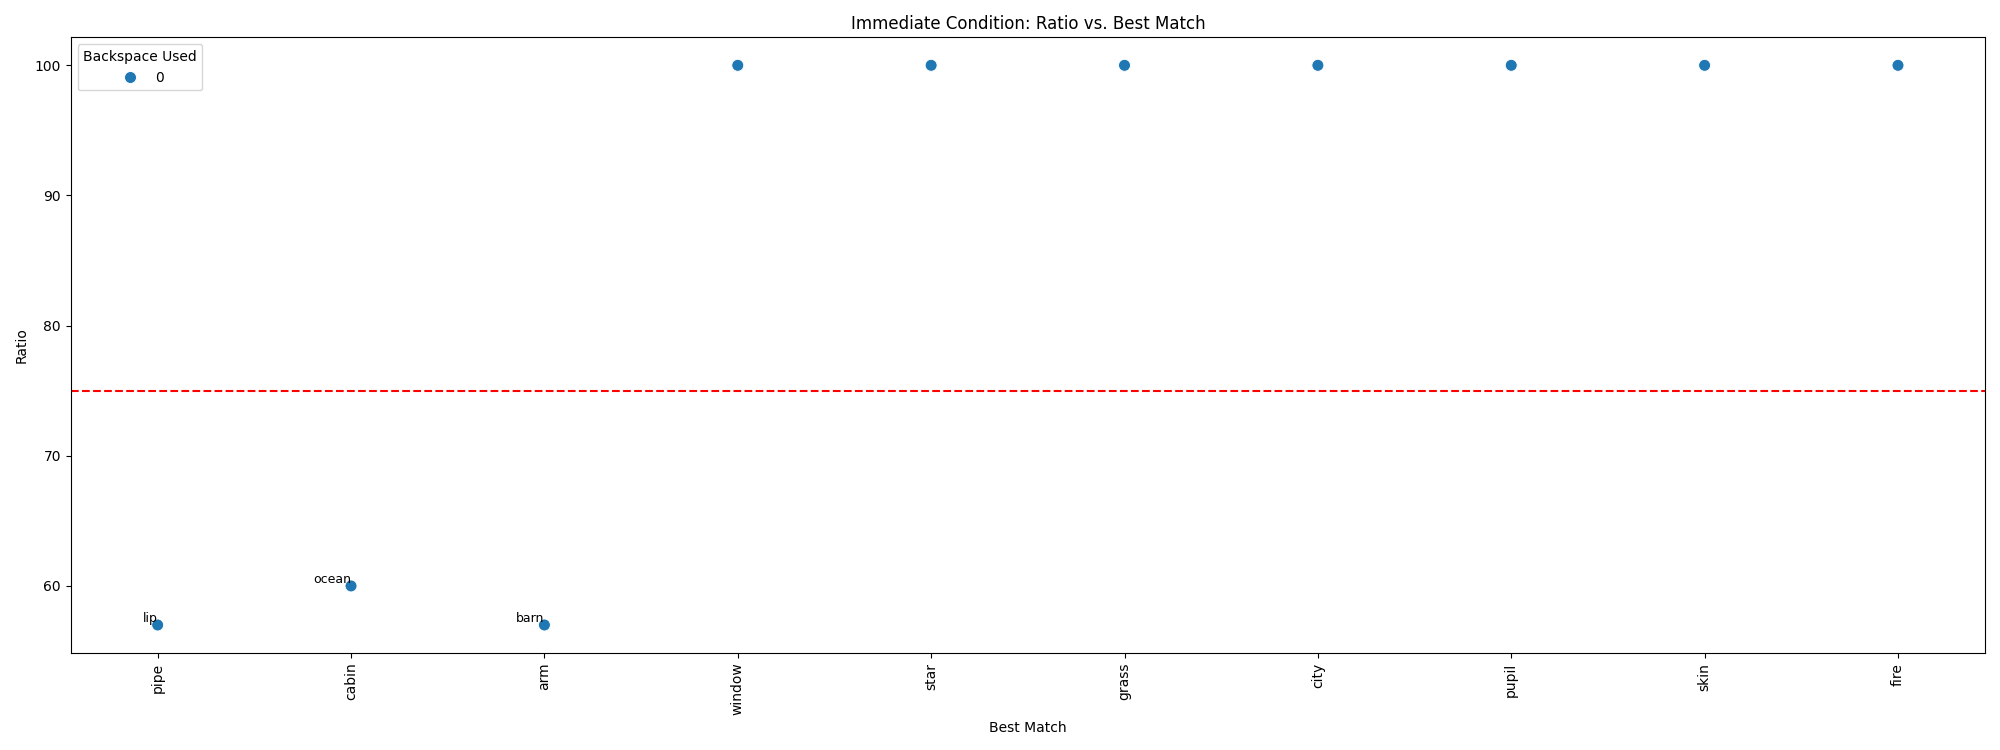 Immediate Condition: Ratio vs. Best Match
Backspace Used
0
100
90
80
70
60
Ratio
lip
ocean
barn
pipe
cabin
arm
window
star
grass
city
pupil
skin
fire
Best Match